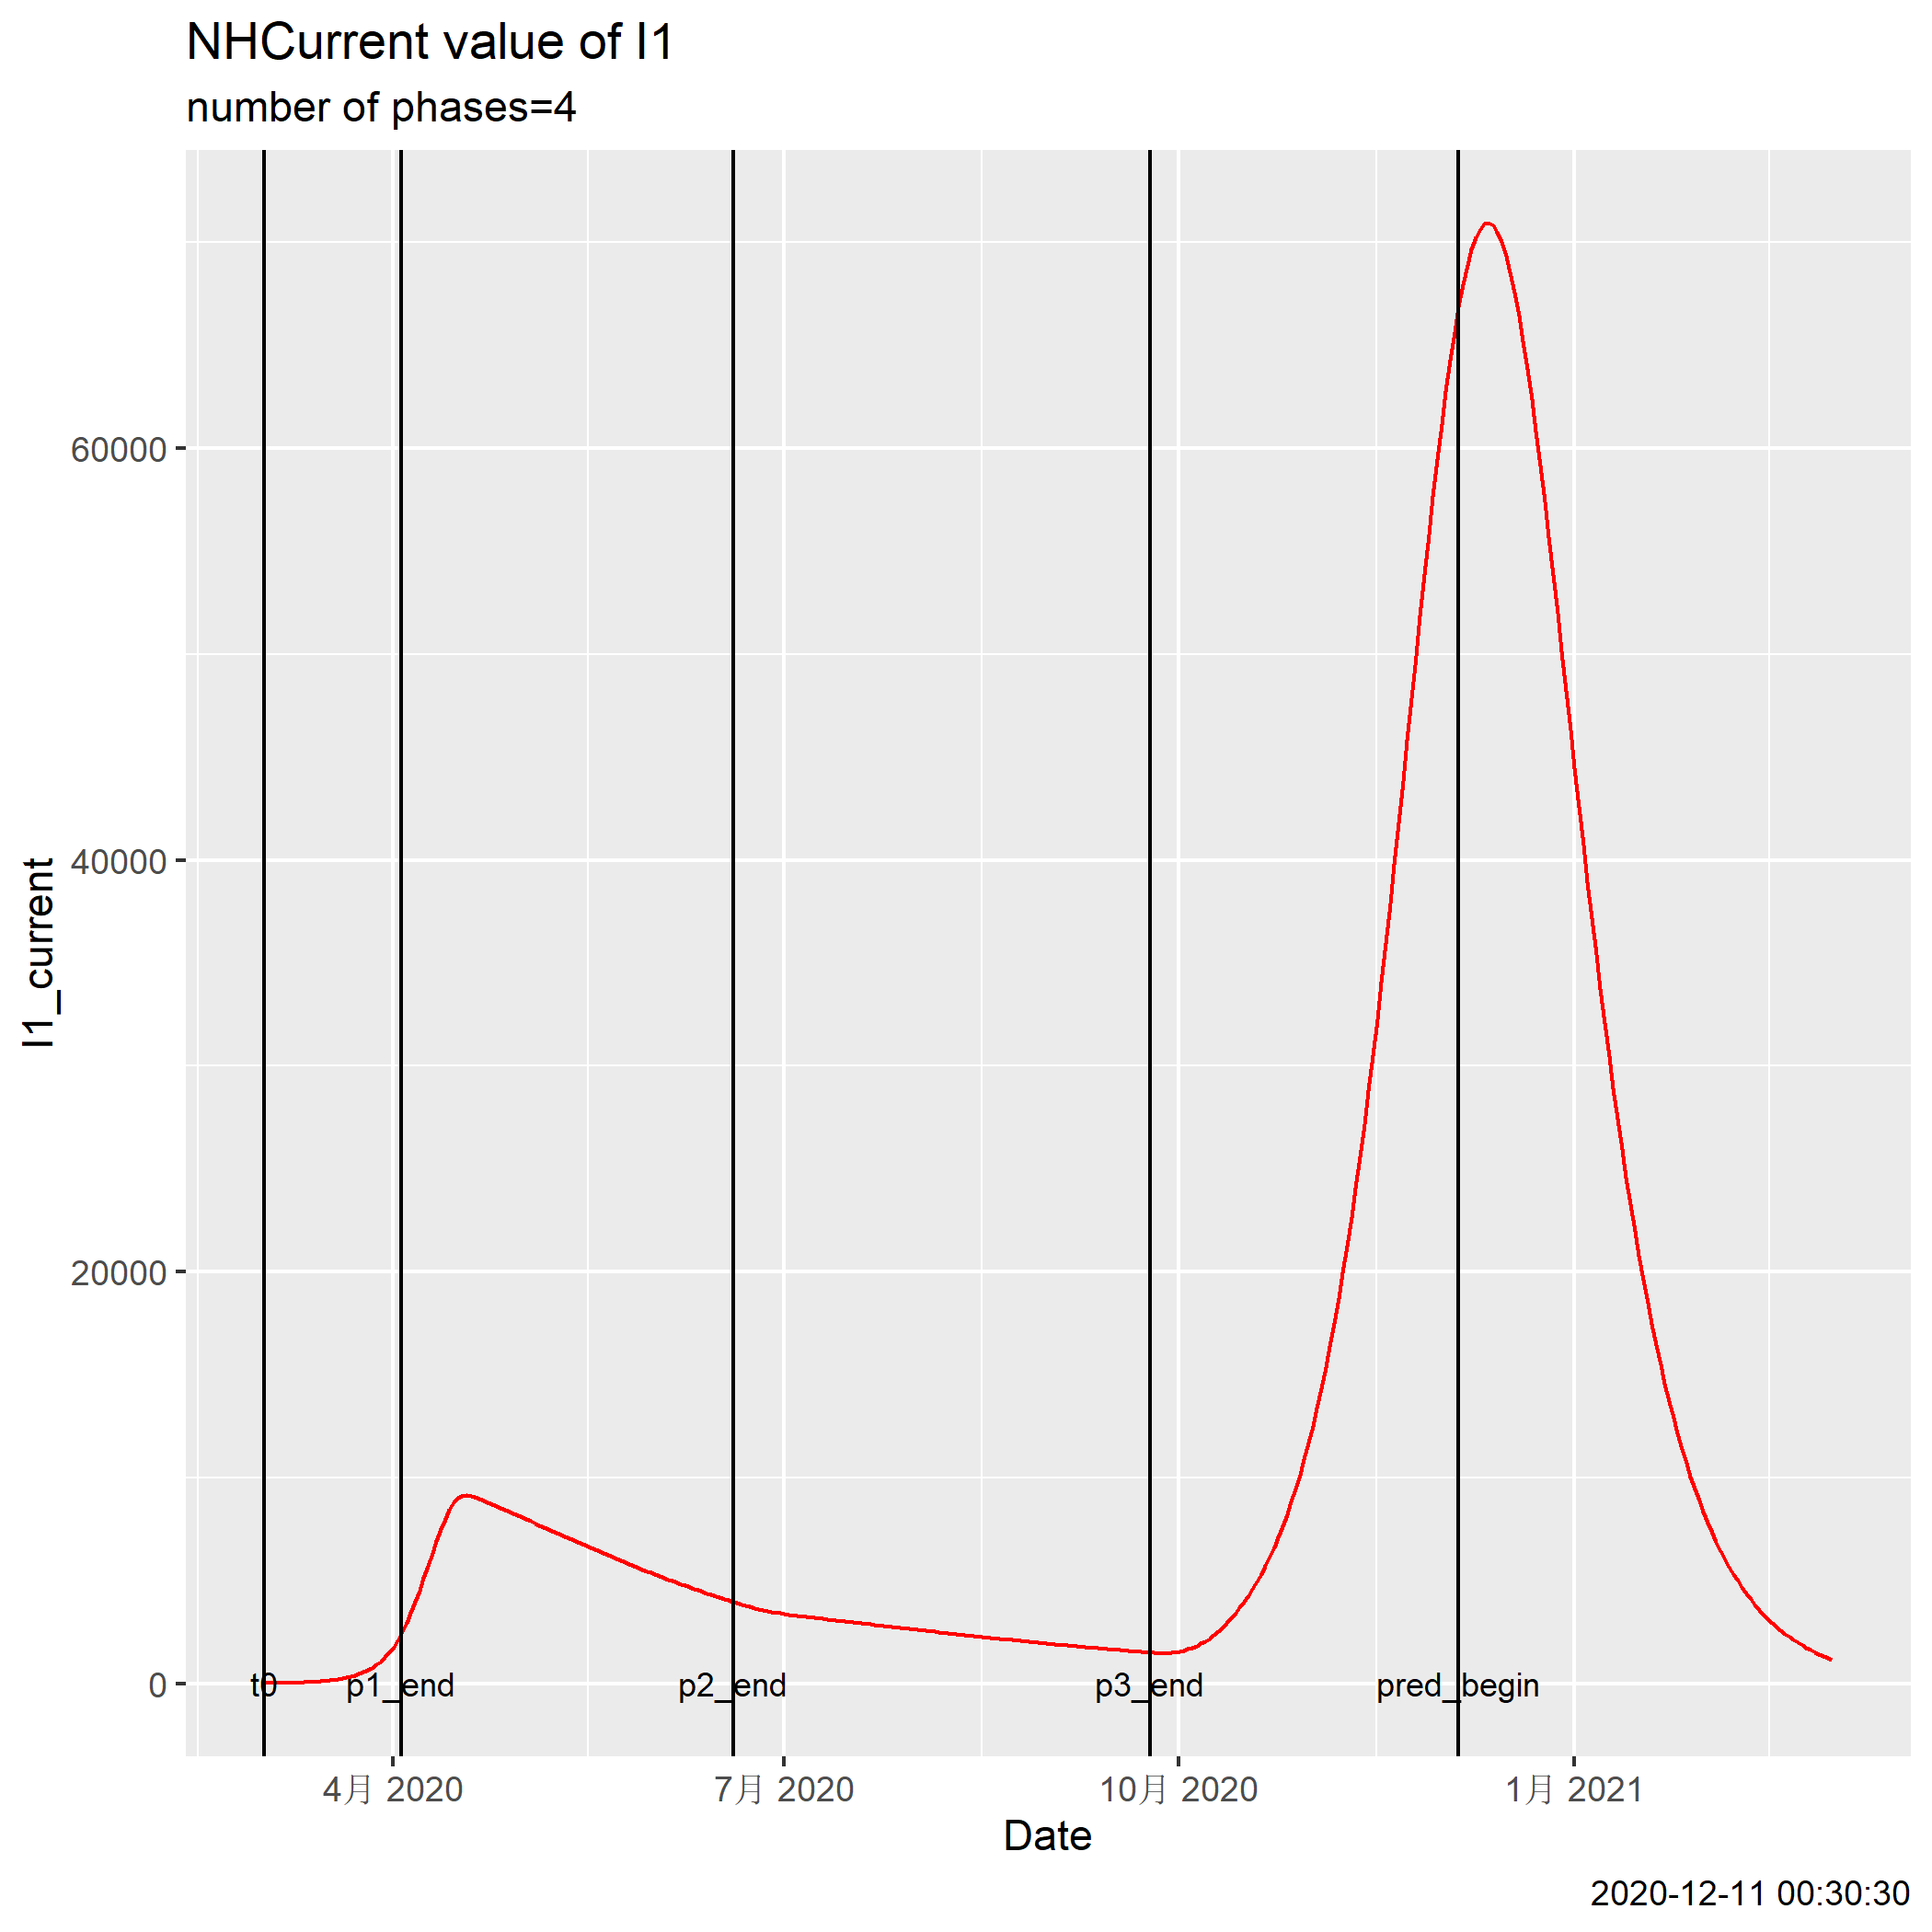 NHCurrent value of I1
number of phases=4
I1_current
60000
40000
20000
0
t0 p1_end p2_end p3_end pred_begin
4月 2020 7月 2020 10月 2020 1月 2021
Date
2020-12-11 00:30:30